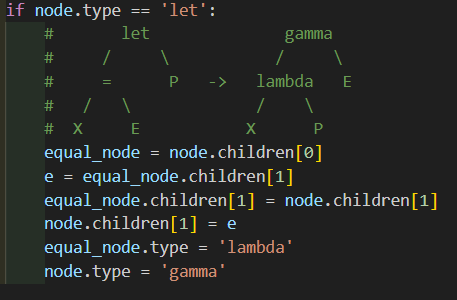 if node.type == 'let':
    #       let              gamma
    #     /     \           /     \
    #     =      P   ->   lambda   E
    #   /   \             /    \
    #  X     E           X      P
    equal_node = node.children[0]
    e = equal_node.children[1]
    equal_node.children[1] = node.children[1]
    node.children[1] = e
    equal_node.type = 'lambda'
    node.type = 'gamma'